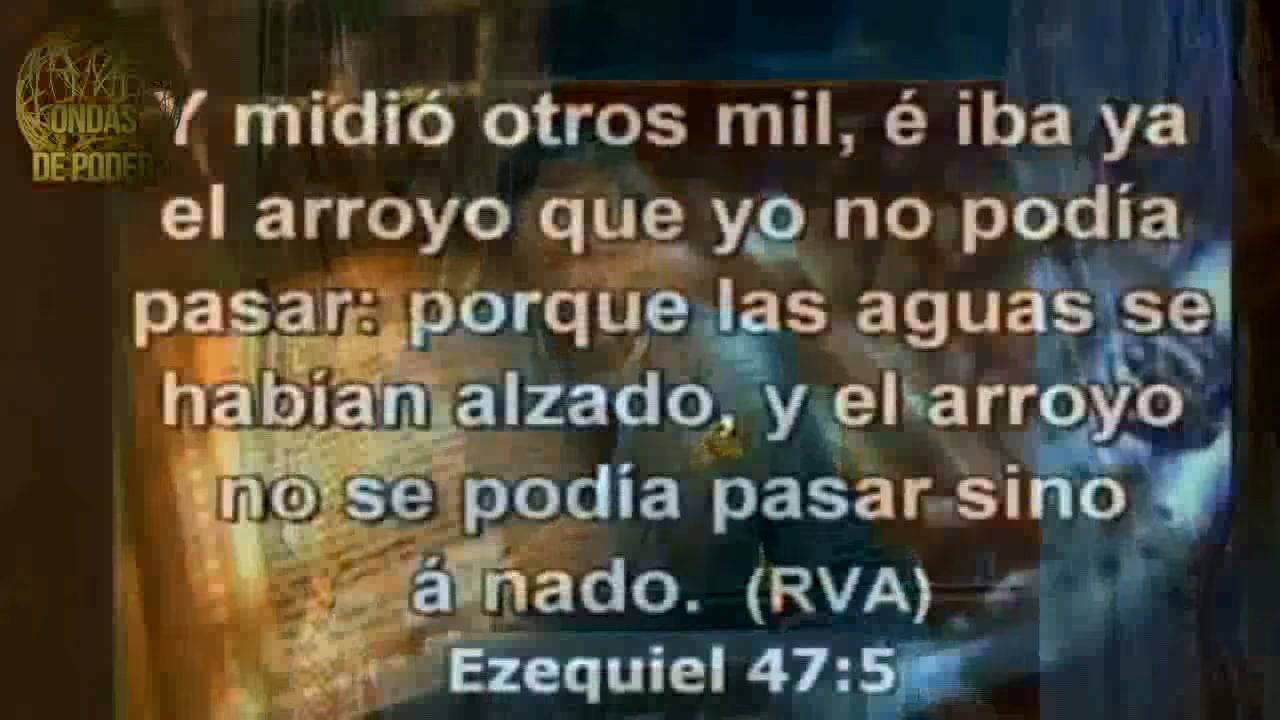 ONDAS
DE PODER
Y midió otros mil, é iba ya
el arroyo que yo no podía
pasar: porque las aguas se
habían alzado, y el arroyo
no se podía pasar sino
á nado. (RVA)
Ezequiel 47:5